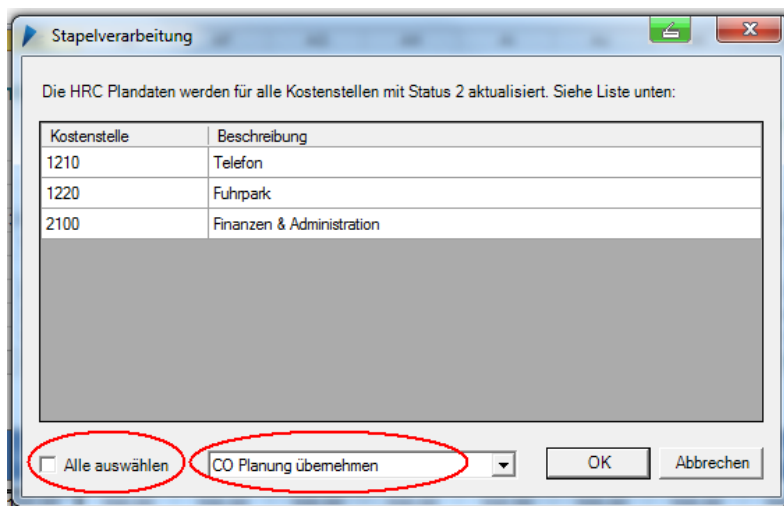 Stapelverarbeitung
Die HRC Plandaten werden für alle Kostenstellen mit Status 2 aktualisiert. Siehe Liste unten:
Kostenstelle Beschreibung
1210 Telefon
1220 Fuhrpark
2100 Finanzen & Administration
Alle auswählen CO Planung übernehmen OK Abbrechen